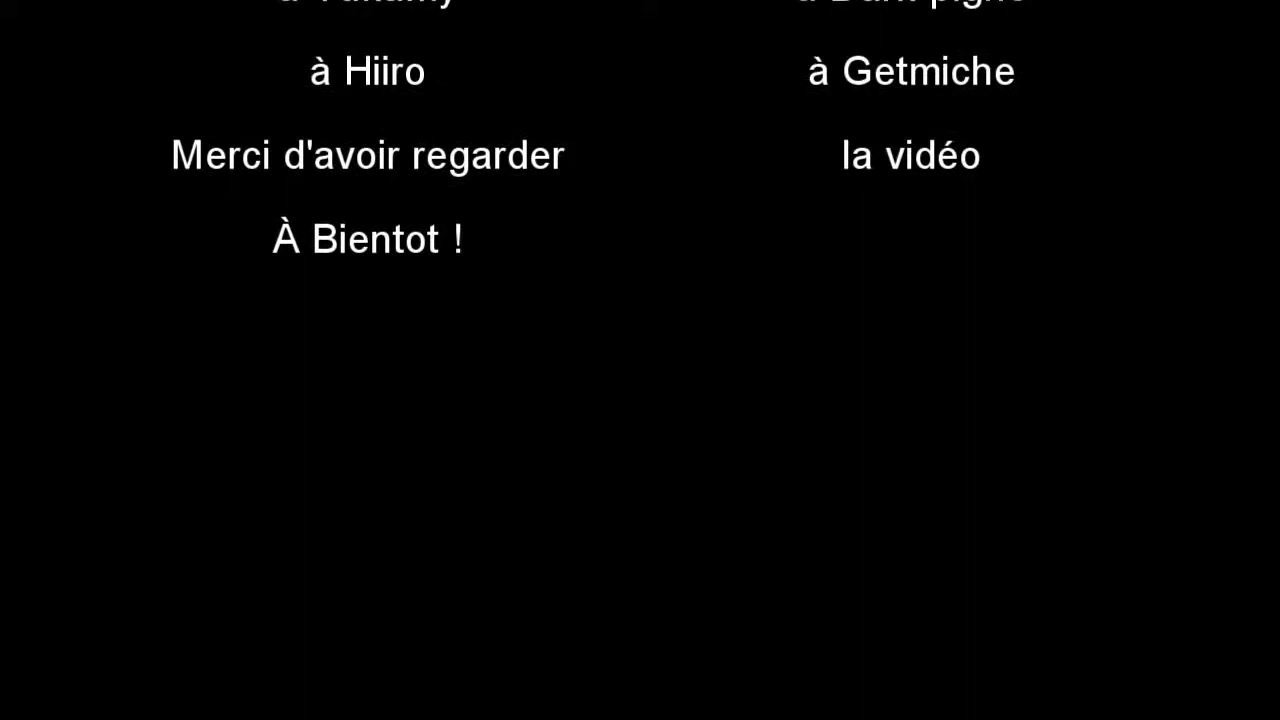 à
à
à Hiiro à Getmiche
Merci d'avoir regarder la vidéo
À Bientot !